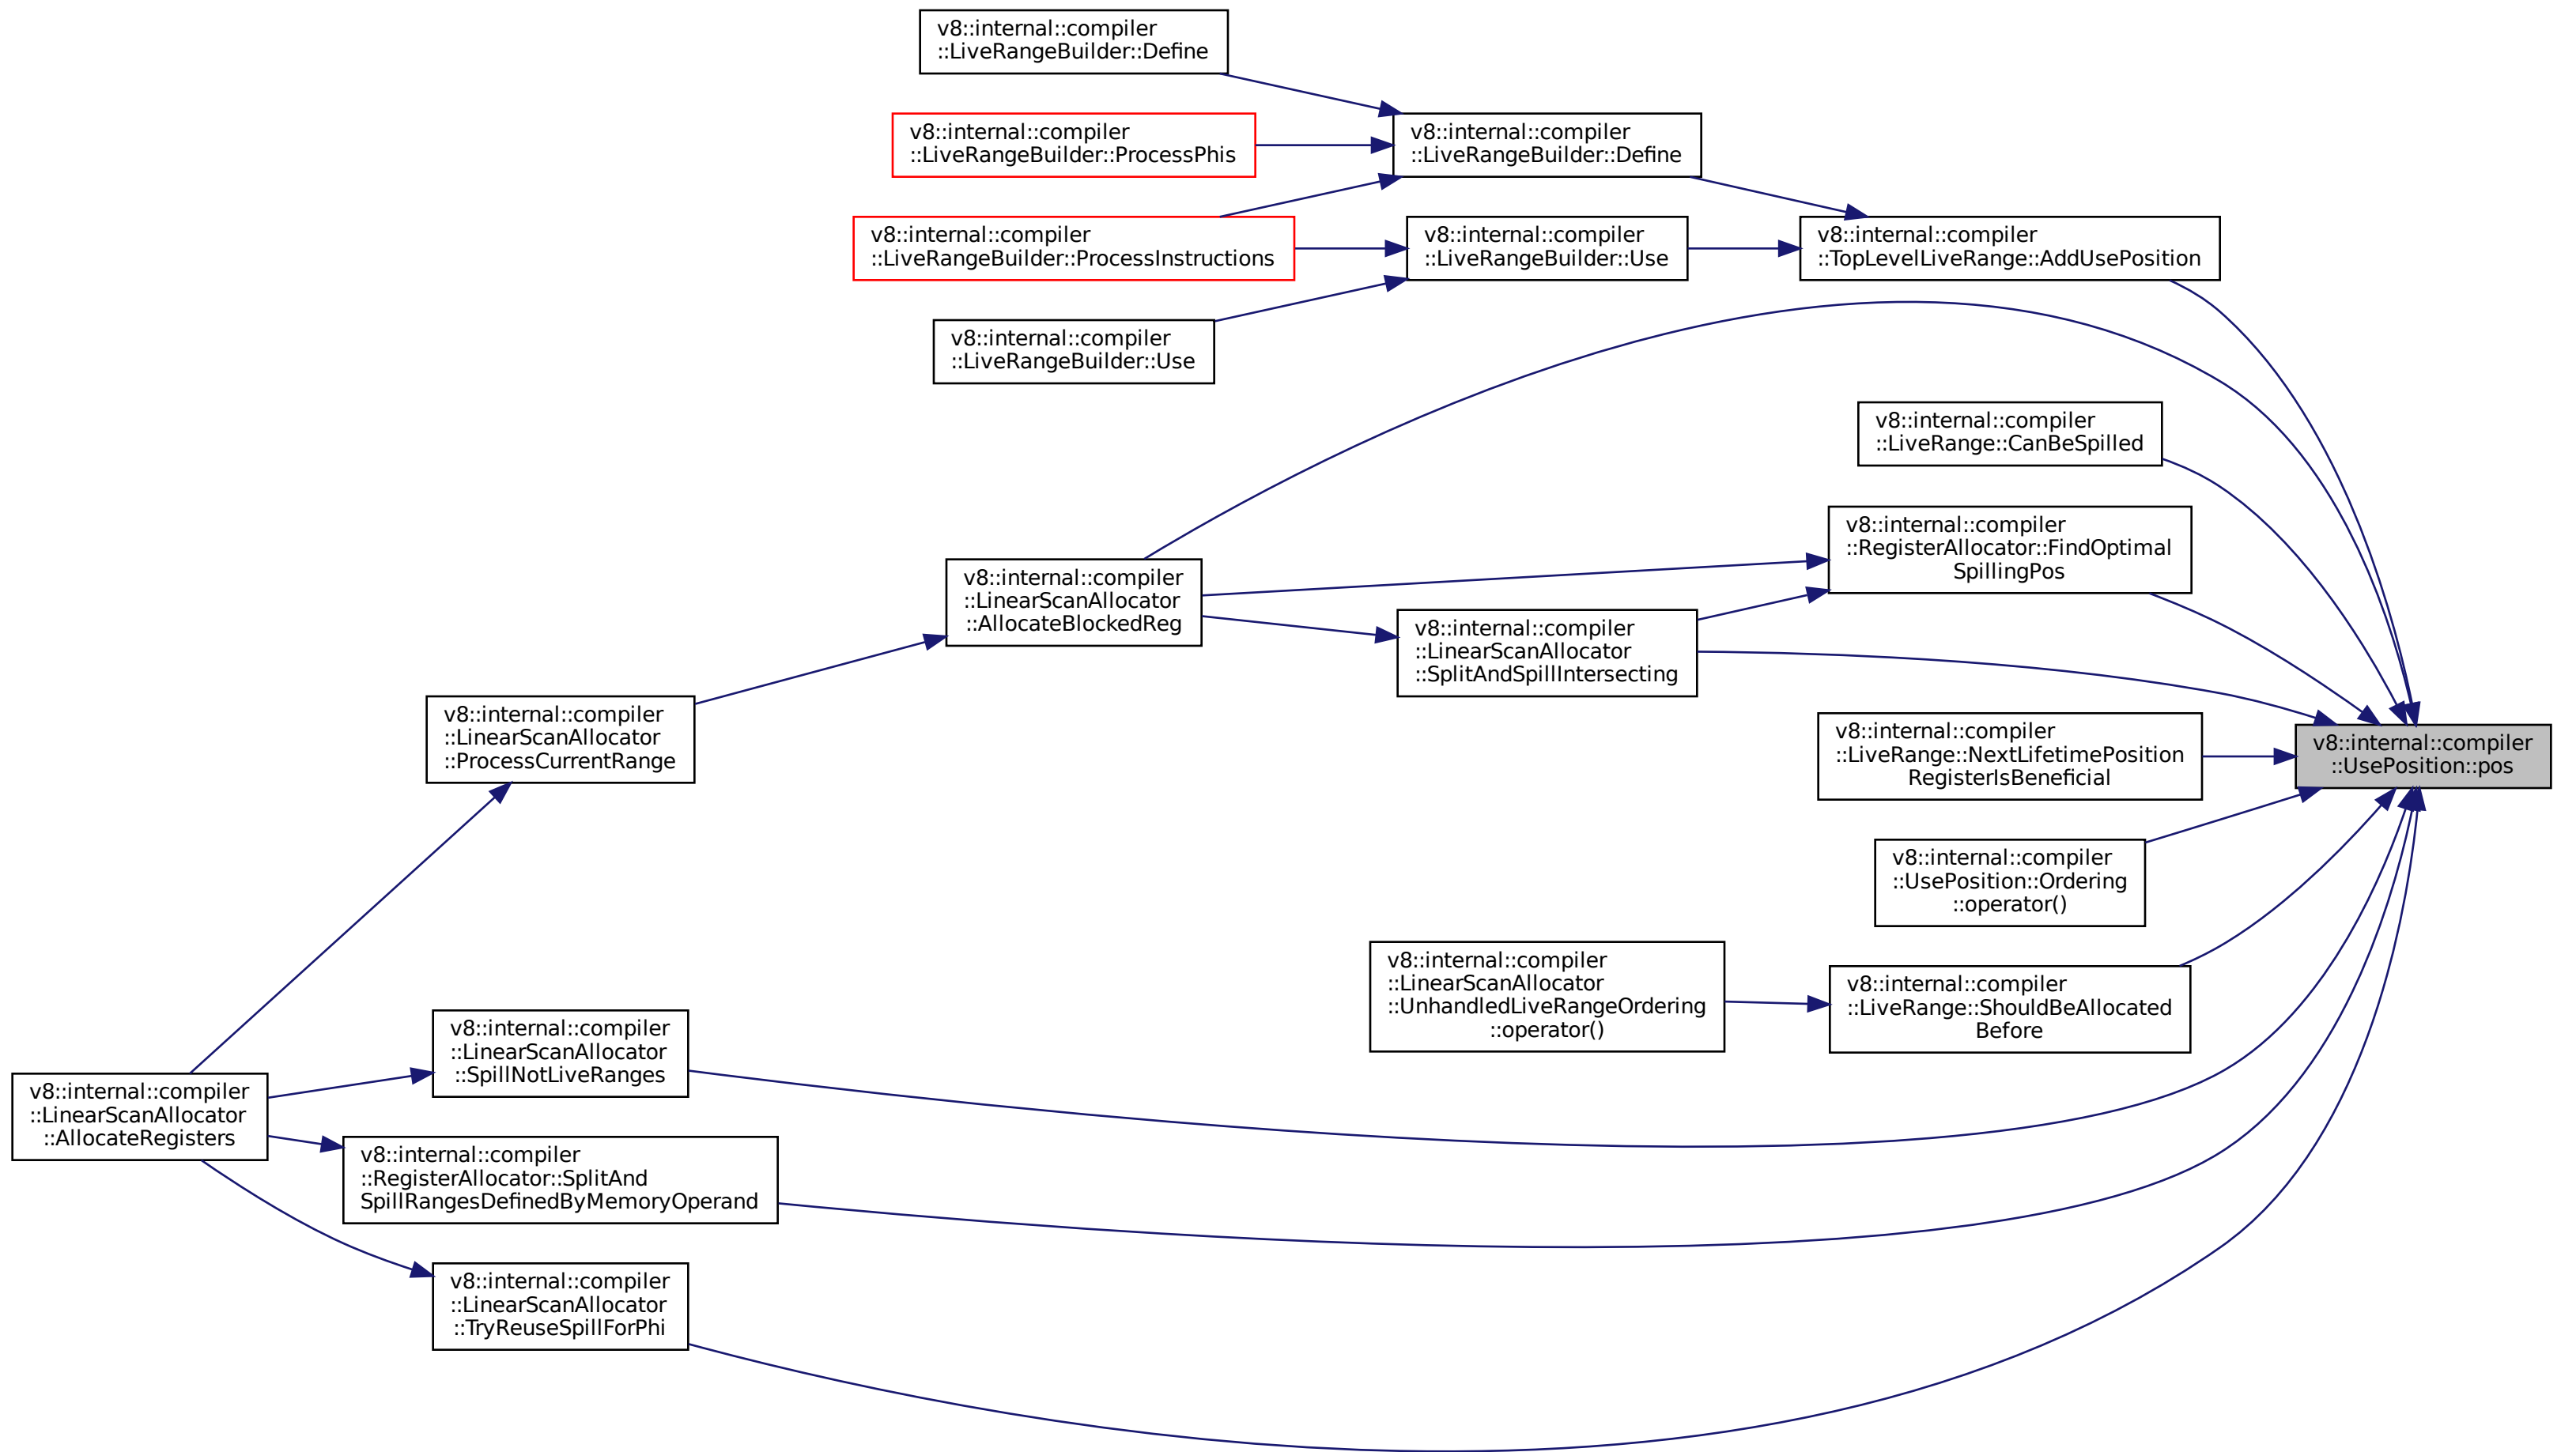 v8::internal::compiler
::LiveRangeBuilder::Define
v8::internal::compiler
::LiveRangeBuilder::ProcessPhis
v8::internal::compiler
::LiveRangeBuilder::Define
v8::internal::compiler
::LiveRangeBuilder::ProcessInstructions
v8::internal::compiler
::LiveRangeBuilder::Use
v8::internal::compiler
::TopLevelLiveRange::AddUsePosition
v8::internal::compiler
::LiveRangeBuilder::Use
v8::internal::compiler
::LiveRange::CanBeSpilled
v8::internal::compiler
::RegisterAllocator::FindOptimal
SpillingPos
v8::internal::compiler
::LinearScanAllocator
::AllocateBlockedReg
v8::internal::compiler
::LinearScanAllocator
::SplitAndSpillIntersecting
v8::internal::compiler
::LinearScanAllocator
::ProcessCurrentRange
v8::internal::compiler
::LiveRange::NextLifetimePosition
RegisterIsBeneficial
v8::internal::compiler
::UsePosition::pos
v8::internal::compiler
::UsePosition::Ordering
::operator()
v8::internal::compiler
::LinearScanAllocator
::UnhandledLiveRangeOrdering
::operator()
v8::internal::compiler
::LiveRange::ShouldBeAllocated
Before
v8::internal::compiler
::LinearScanAllocator
::SpillNotLiveRanges
v8::internal::compiler
::LinearScanAllocator
::AllocateRegisters
v8::internal::compiler
::RegisterAllocator::SplitAnd
SpillRangesDefinedByMemoryOperand
v8::internal::compiler
::LinearScanAllocator
::TryReuseSpillForPhi